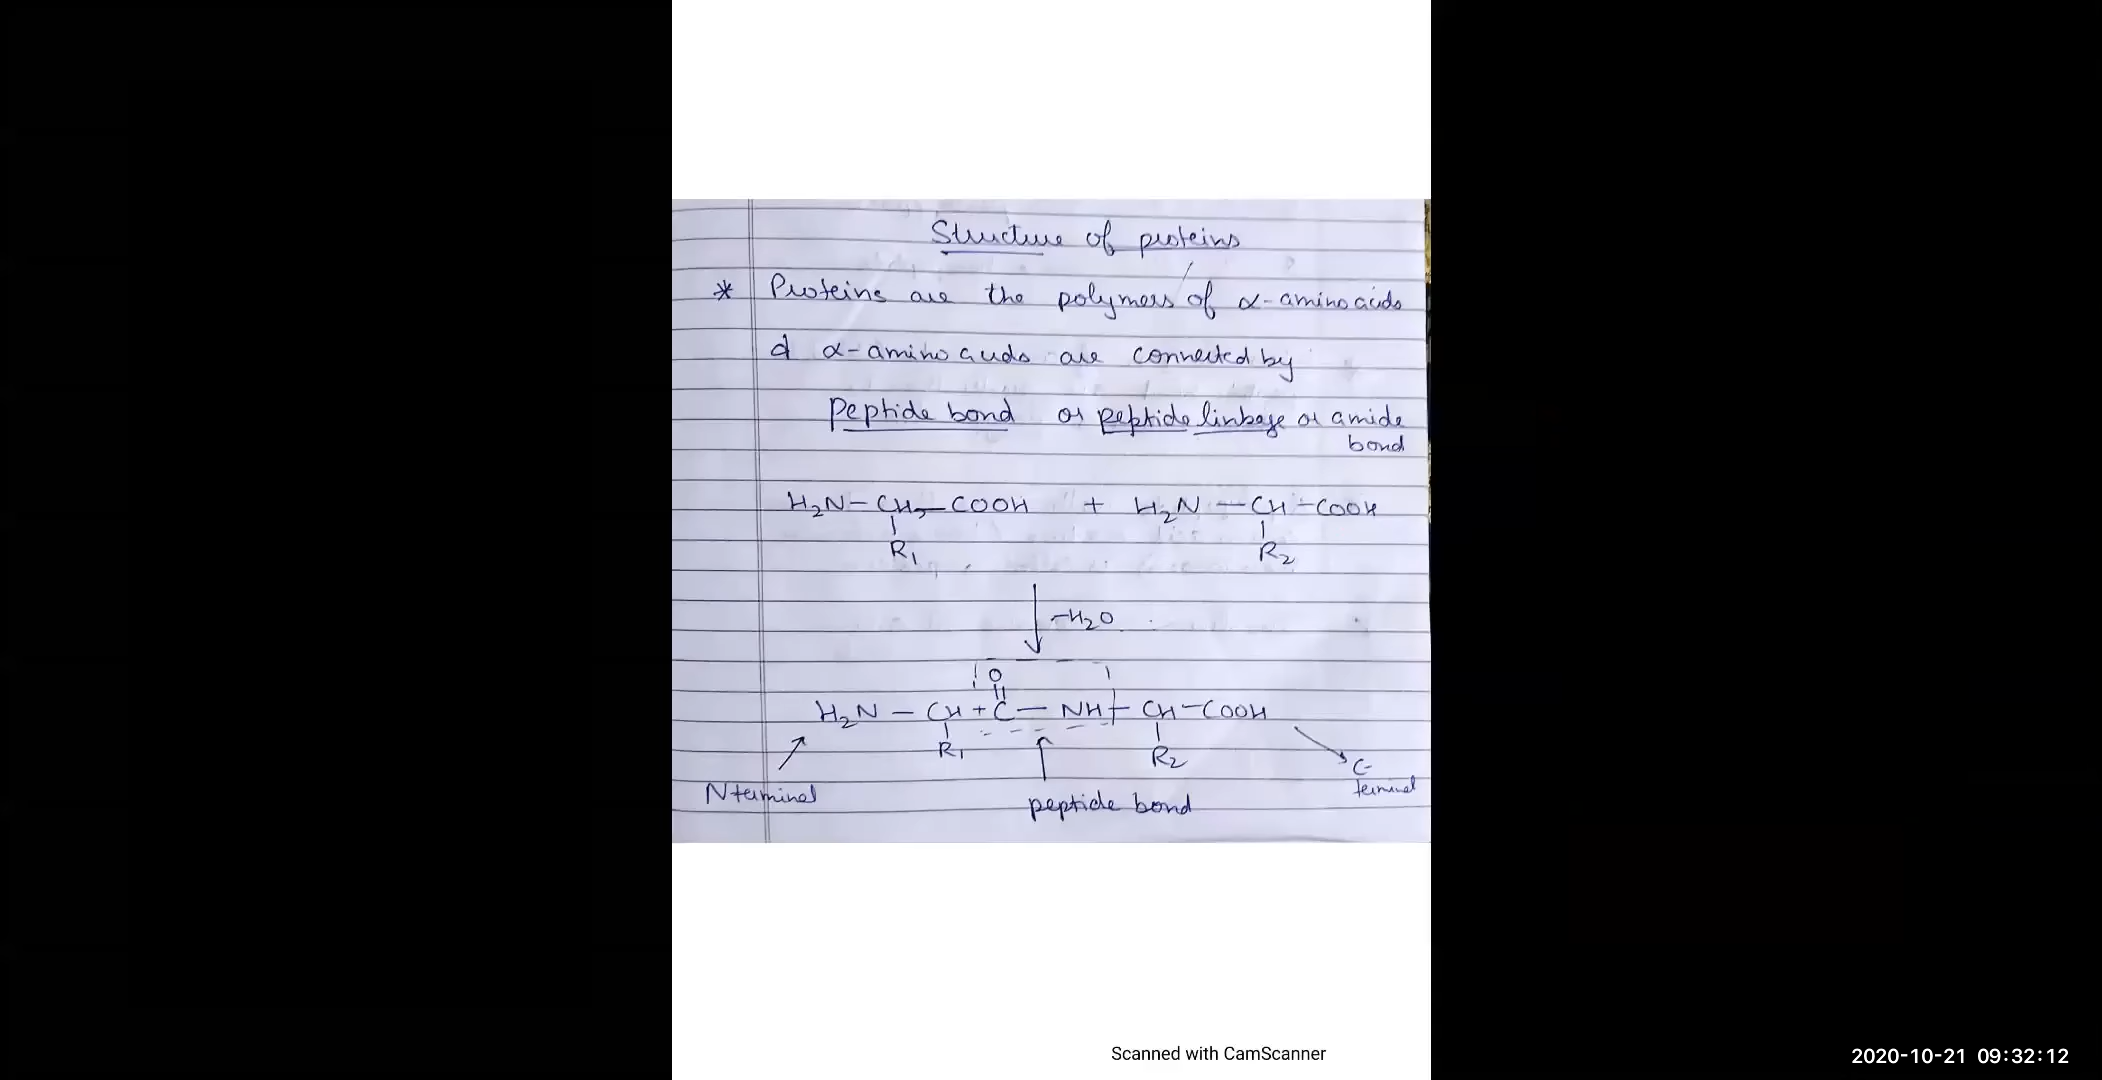 Structure of proteins
* Proteins are the polymers of α-amino acids
d α-amino acids are connected by
Peptide bond or peptide linkage or amide
bond
H₂N-CH₂-COOH + H₂N-CH-COOH
R₁ R₂
-H₂O
O
H₂N-CH+C-NH+CH-COOH
R₁ R₂
N terminal
C-
terminal
peptide bond
Scanned with CamScanner
2020-10-21 09:32:12